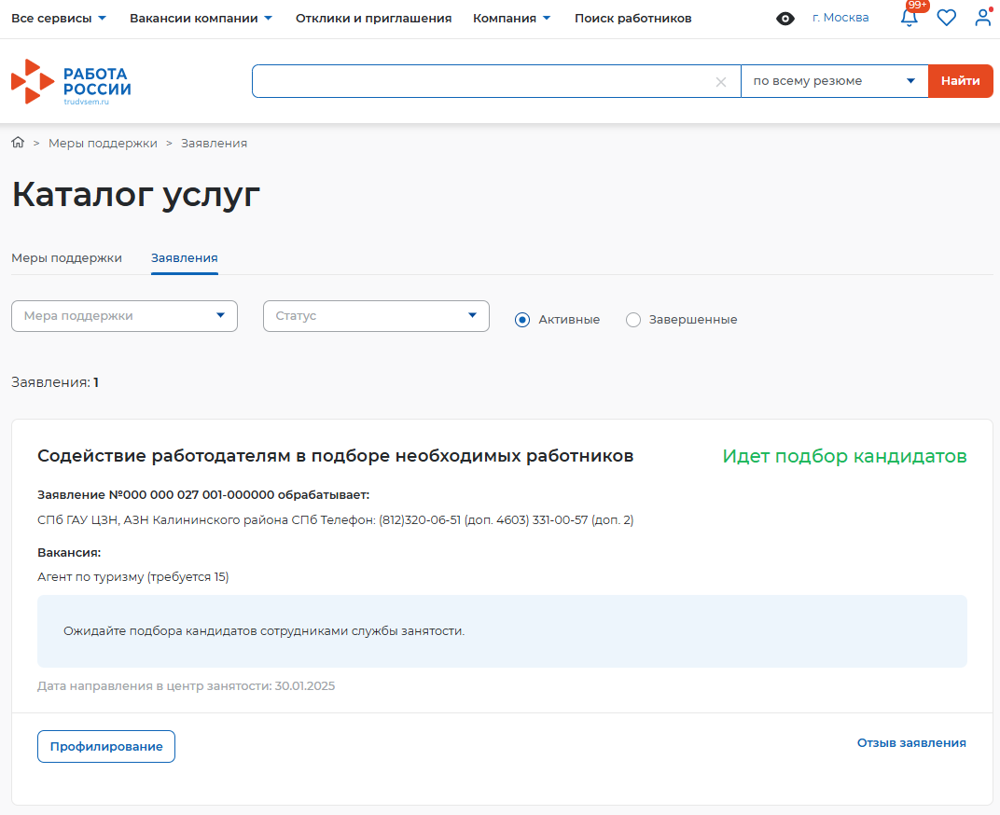 Все сервисы Вакансии компании Отклики и приглашения Компания Поиск работников г. Москва 99+
РАБОТА
РОССИИ
trudvsem.ru
по всему резюме Найти
> Меры поддержки > Заявления
Каталог услуг
Меры поддержки Заявления
Мера поддержки Статус Активные Завершенные
Заявления: 1
Содействие работодателям в подборе необходимых работников Идет подбор кандидатов
Заявление №000 000 027 001-000000 обрабатывает:
СПб ГАУ ЦЗН, АЗН Калининского района СПб Телефон: (812)320-06-51 (доп. 4603) 331-00-57 (доп. 2)
Вакансия:
Агент по туризму (требуется 15)
Ожидайте подбора кандидатов сотрудниками службы занятости.
Дата направления в центр занятости: 30.01.2025
Профилирование Отзыв заявления